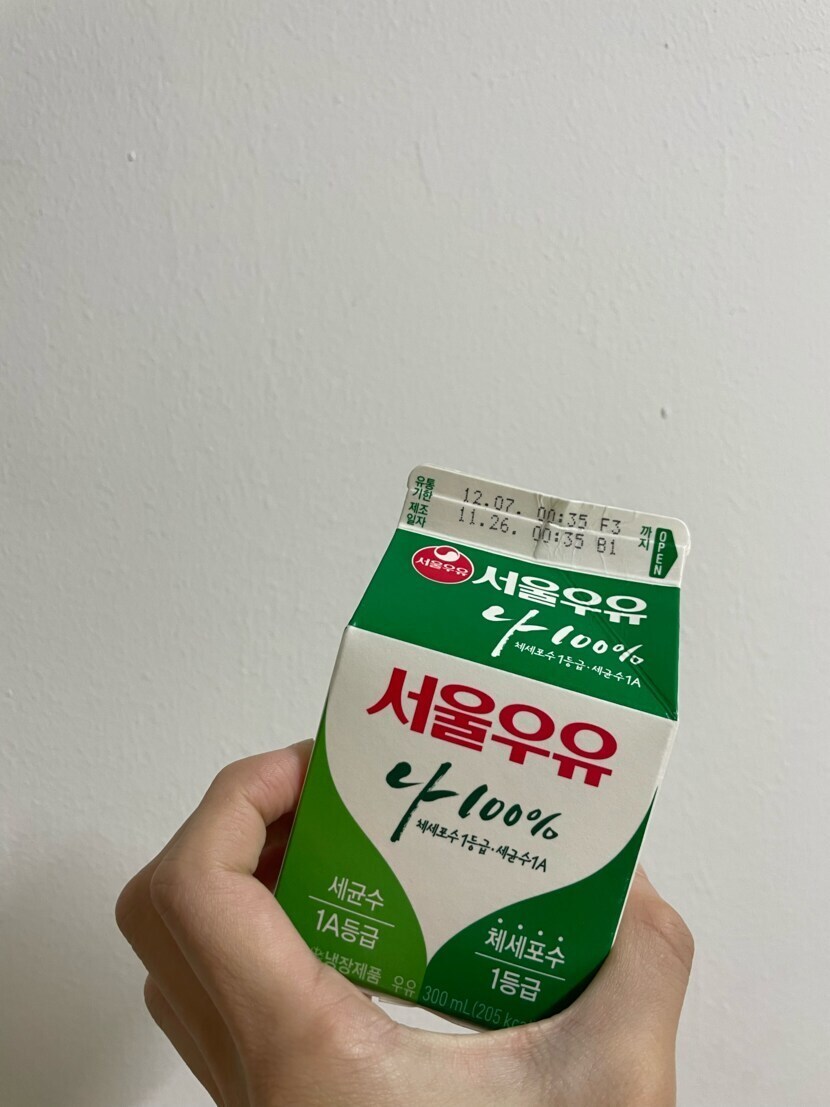 유통
기한
12.07. 00:35 F3
까지
제조
일자
11.26. 00:35 B1
OPEN
서울우유
서울우유
나100%
체세포수1등급·세균수1A
서울우유
나100%
체세포수1등급·세균수1A
세균수
1A등급
체세포수
1등급
냉장제품
우유 300 mL(205